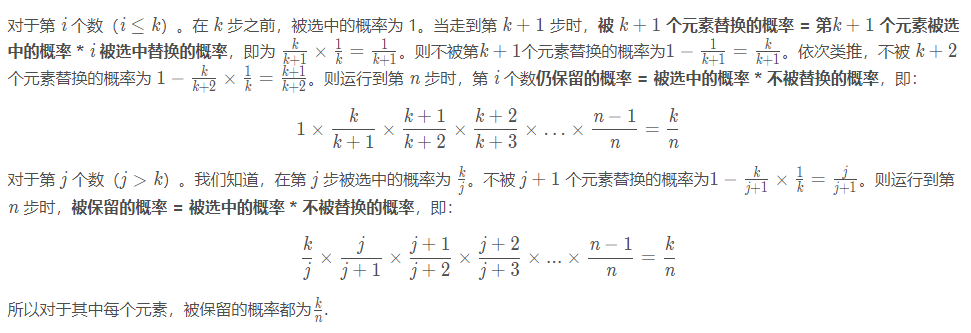 对于第 $i$ 个数（$i \leq k$）。在 $k$ 步之前，被选中的概率为 1。当走到第 $k+1$ 步时，被 $k+1$ 个元素替换的概率 = 第$k+1$ 个元素被选
中的概率 * $i$ 被选中替换的概率，即为 $\frac{k}{k+1} \times \frac{1}{k} = \frac{1}{k+1}$。则不被第$k+1$个元素替换的概率为$1 - \frac{1}{k+1} = \frac{k}{k+1}$。依次类推，不被 $k+2$
个元素替换的概率为 $1 - \frac{k}{k+2} \times \frac{1}{k} = \frac{k+1}{k+2}$。则运行到第 $n$ 步时，第 $i$ 个数仍保留的概率 = 被选中的概率 * 不被替换的概率，即：
$1 \times \frac{k}{k+1} \times \frac{k+1}{k+2} \times \frac{k+2}{k+3} \times \ldots \times \frac{n-1}{n} = \frac{k}{n}$
对于第 $j$ 个数（$j > k$）。我们知道，在第 $j$ 步被选中的概率为 $\frac{k}{j}$。不被 $j+1$ 个元素替换的概率为$1 - \frac{k}{j+1} \times \frac{1}{k} = \frac{j}{j+1}$。则运行到第
$n$ 步时，被保留的概率 = 被选中的概率 * 不被替换的概率，即：
$\frac{k}{j} \times \frac{j}{j+1} \times \frac{j+1}{j+2} \times \frac{j+2}{j+3} \times ... \times \frac{n-1}{n} = \frac{k}{n}$
所以对于其中每个元素，被保留的概率都为$\frac{k}{n}$.